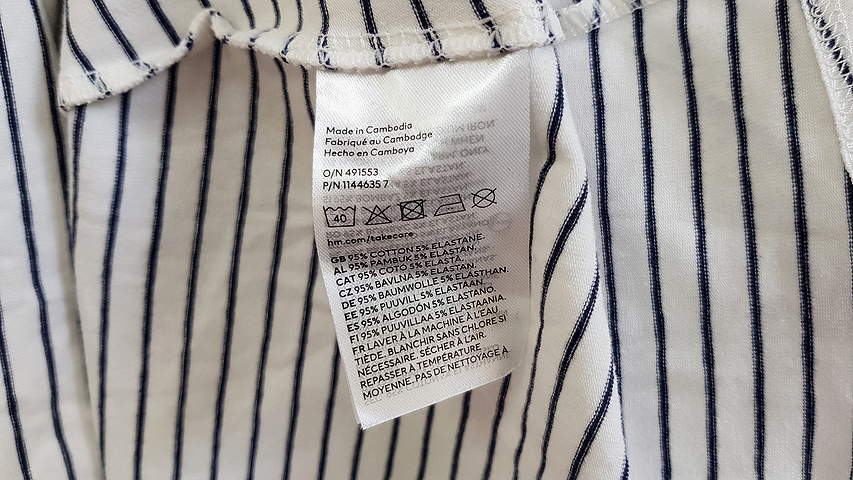 Made in Cambodia
Fabriqué au Cambodge
Hecho en Camboya
O/N 491553
P/N 1144635 7
40
hm.com/takecare
GB 95% COTTON 5% ELASTANE.
AL 95% PAMBUK 5% ELASTAN.
CAT 95% COTÓ 5% ELASTÀ.
CZ 95% BAVLNA 5% ELASTAN.
DE 95% BAUMWOLLE 5% ELASTHAN.
EE 95% PUUVILL 5% ELASTAAN.
ES 95% ALGODÓN 5% ELASTANO.
FI 95% PUUVILLAA 5% ELASTAANIA.
FR LAVER À LA MACHINE À L'EAU
TIÈDE. BLANCHIR SANS CHLORE SI
NÉCESSAIRE. SÉCHER À L'AIR.
REPASSER À TEMPÉRATURE
MOYENNE. PAS DE NETTOYAGE À